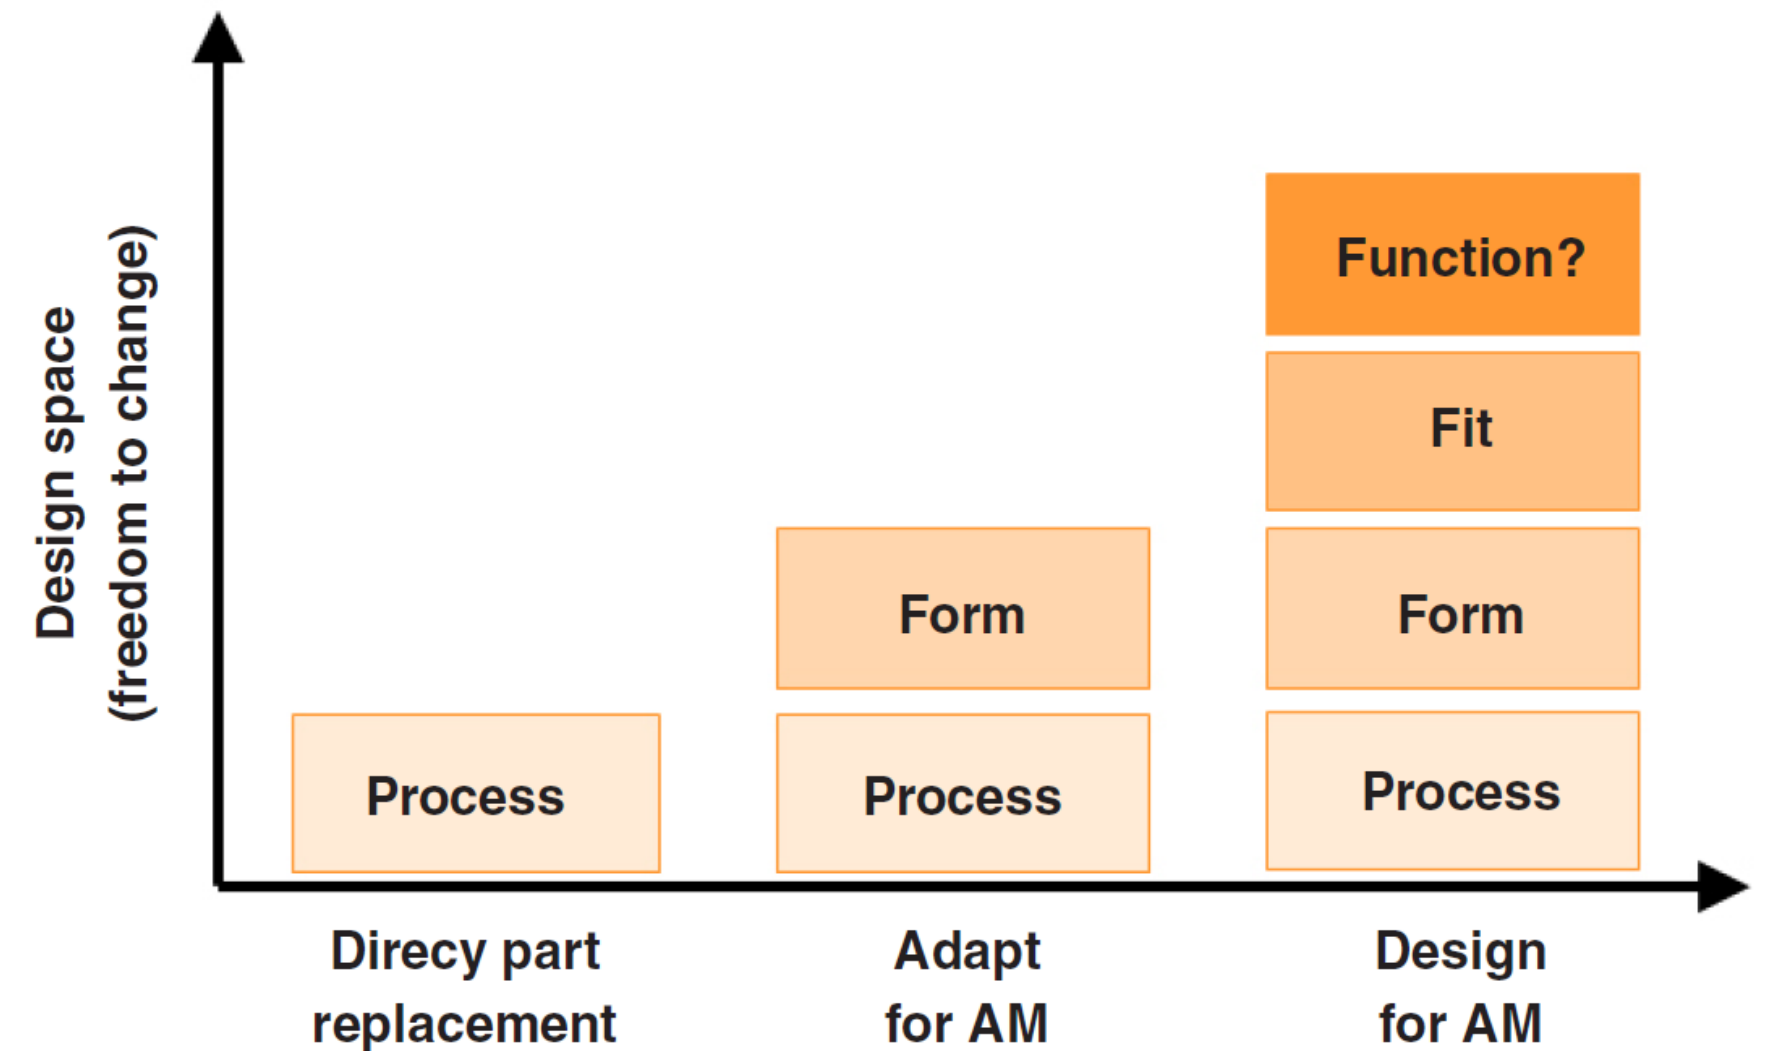 Design space
(freedom to change)
Function?
Fit
Form
Form
Process
Process
Process
Direcy part
replacement
Adapt
for AM
Design
for AM